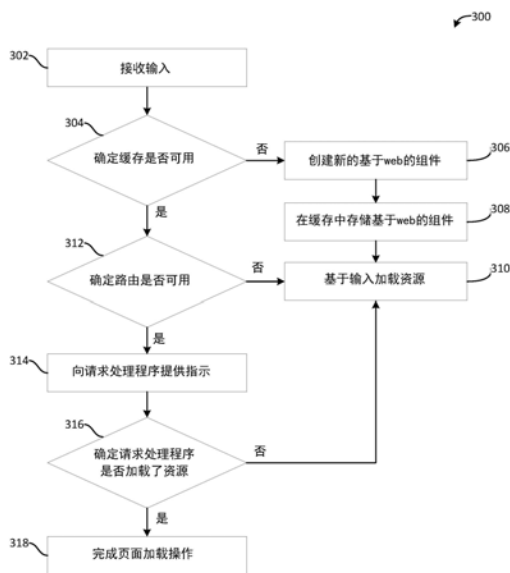 300
302
接收输入
304
确定缓存是否可用
否
306
创建新的基于web的组件
是
308
在缓存中存储基于web的组件
312
确定路由是否可用
否
310
基于输入加载资源
是
314
向请求处理程序提供指示
316
确定请求处理程序
是否加载了资源
否
是
318
完成页面加载操作